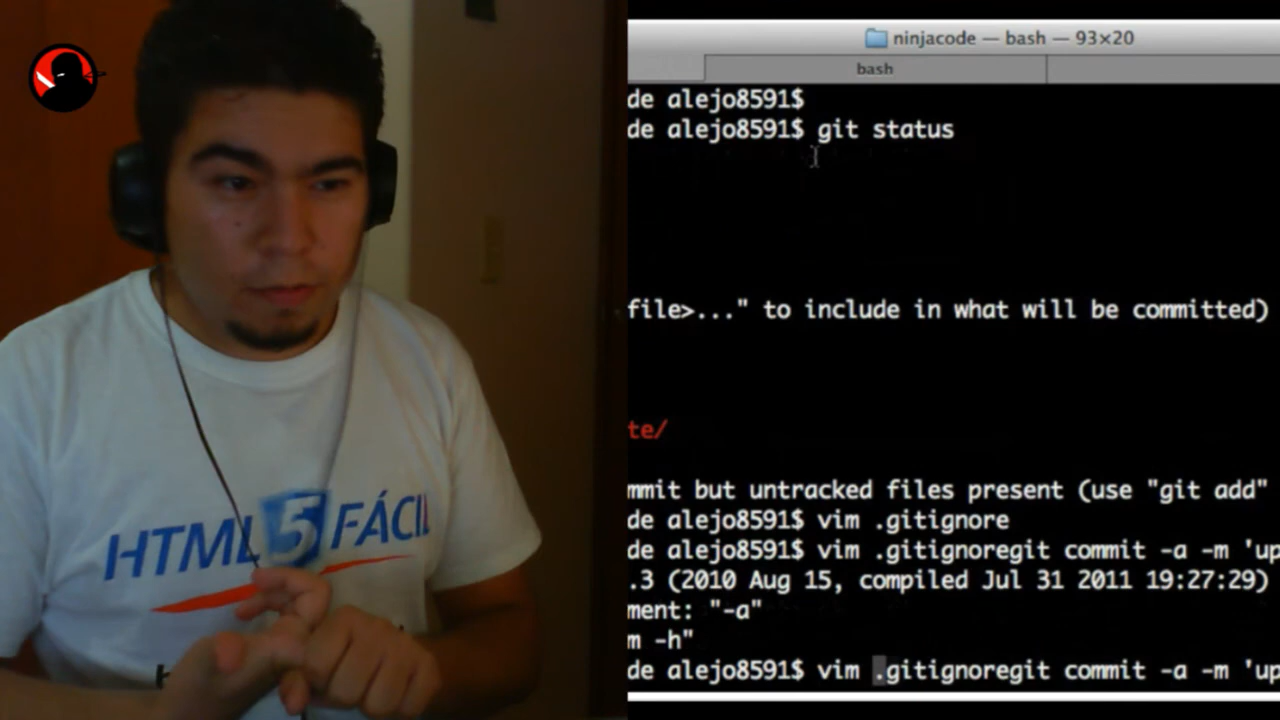 ninjacode — bash — 93×20
bash
de alejo8591$
de alejo8591$ git status
file>..." to include in what will be committed)
te/
mmit but untracked files present (use "git add"
de alejo8591$ vim .gitignore
de alejo8591$ vim .gitignoregit commit -a -m 'up
.3 (2010 Aug 15, compiled Jul 31 2011 19:27:29)
ment: "-a"
m -h"
de alejo8591$ vim .gitignoregit commit -a -m 'up
HTML5 FÁCIL